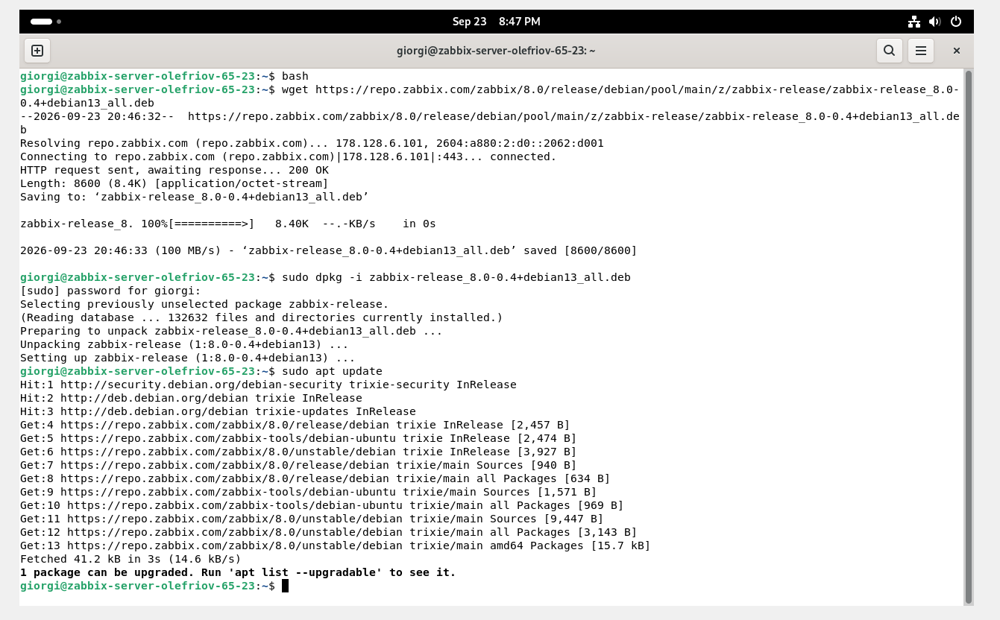 Sep 23 8:47 PM
giorgi@zabbix-server-olefriov-65-23: ~
giorgi@zabbix-server-olefriov-65-23:~$ bash
giorgi@zabbix-server-olefriov-65-23:~$ wget https://repo.zabbix.com/zabbix/8.0/release/debian/pool/main/z/zabbix-release/zabbix-release_8.0-
0.4+debian13_all.deb
--2026-09-23 20:46:32--  https://repo.zabbix.com/zabbix/8.0/release/debian/pool/main/z/zabbix-release/zabbix-release_8.0-0.4+debian13_all.de
b
Resolving repo.zabbix.com (repo.zabbix.com)... 178.128.6.101, 2604:a880:2:d0::2062:d001
Connecting to repo.zabbix.com (repo.zabbix.com)|178.128.6.101|:443... connected.
HTTP request sent, awaiting response... 200 OK
Length: 8600 (8.4K) [application/octet-stream]
Saving to: ‘zabbix-release_8.0-0.4+debian13_all.deb’
zabbix-release_8. 100%[==========>]   8.40K  --.-KB/s    in 0s
2026-09-23 20:46:33 (100 MB/s) - ‘zabbix-release_8.0-0.4+debian13_all.deb’ saved [8600/8600]
giorgi@zabbix-server-olefriov-65-23:~$ sudo dpkg -i zabbix-release_8.0-0.4+debian13_all.deb
[sudo] password for giorgi:
Selecting previously unselected package zabbix-release.
(Reading database ... 132632 files and directories currently installed.)
Preparing to unpack zabbix-release_8.0-0.4+debian13_all.deb ...
Unpacking zabbix-release (1:8.0-0.4+debian13) ...
Setting up zabbix-release (1:8.0-0.4+debian13) ...
giorgi@zabbix-server-olefriov-65-23:~$ sudo apt update
Hit:1 http://security.debian.org/debian-security trixie-security InRelease
Hit:2 http://deb.debian.org/debian trixie InRelease
Hit:3 http://deb.debian.org/debian trixie-updates InRelease
Get:4 https://repo.zabbix.com/zabbix/8.0/release/debian trixie InRelease [2,457 B]
Get:5 https://repo.zabbix.com/zabbix-tools/debian-ubuntu trixie InRelease [2,474 B]
Get:6 https://repo.zabbix.com/zabbix/8.0/unstable/debian trixie InRelease [3,927 B]
Get:7 https://repo.zabbix.com/zabbix/8.0/release/debian trixie/main Sources [940 B]
Get:8 https://repo.zabbix.com/zabbix/8.0/release/debian trixie/main all Packages [634 B]
Get:9 https://repo.zabbix.com/zabbix-tools/debian-ubuntu trixie/main Sources [1,571 B]
Get:10 https://repo.zabbix.com/zabbix-tools/debian-ubuntu trixie/main all Packages [969 B]
Get:11 https://repo.zabbix.com/zabbix/8.0/unstable/debian trixie/main Sources [9,447 B]
Get:12 https://repo.zabbix.com/zabbix/8.0/unstable/debian trixie/main all Packages [3,143 B]
Get:13 https://repo.zabbix.com/zabbix/8.0/unstable/debian trixie/main amd64 Packages [15.7 kB]
Fetched 41.2 kB in 3s (14.6 kB/s)
1 package can be upgraded. Run 'apt list --upgradable' to see it.
giorgi@zabbix-server-olefriov-65-23:~$